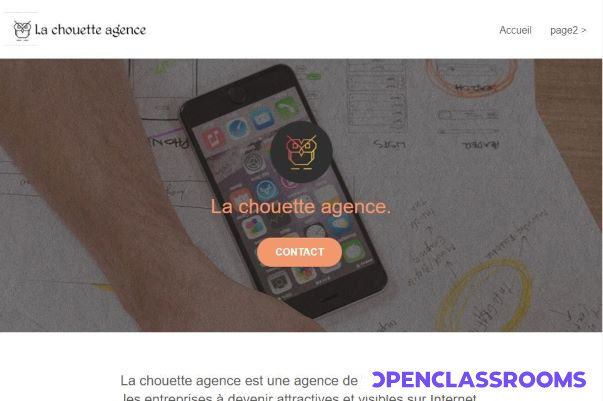 La chouette agence
Accueil page2 >
La chouette agence.
CONTACT
La chouette agence est une agence de
OPENCLASSROOMS
les entreprises à devenir attractives et visibles sur Internet